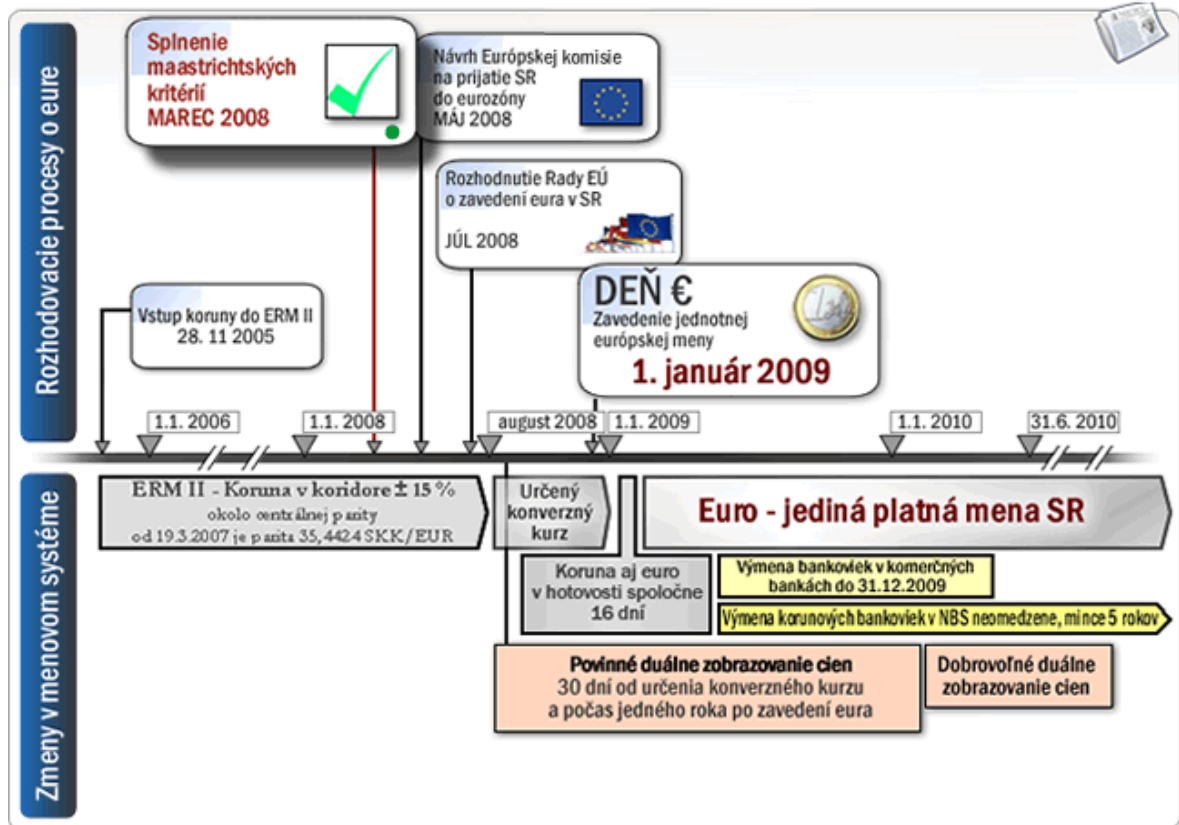 Rozhodovacie procesy o eure
Splnenie
maastrichtských
kritérií
MAREC 2008
Návrh Európskej komisie
na prijatie SR
do eurozóny
MÁJ 2008
Rozhodnutie Rady EÚ
o zavedení eura v SR
JÚL 2008
DEŇ €
Zavedenie jednotnej
európskej meny
1. január 2009
Vstup koruny do ERM II
28. 11 2005
1.1. 2006
1.1. 2008
august 2008
1.1. 2009
1.1. 2010
31.6. 2010
Zmeny v menovom systéme
ERM II - Koruna v koridore ± 15 %
okolo centrálnej parity
od 19.3.2007 je parita 35,4424 SKK/EUR
Určený
konverzný
kurz
Euro - jediná platná mena SR
Koruna aj euro
v hotovosti spoločne
16 dní
Výmena bankoviek v komerčných
bankách do 31.12.2009
Výmena korunových bankoviek v NBS neomedzene, mince 5 rokov
Povinné duálne zobrazovanie cien
30 dní od určenia konverzného kurzu
a počas jedného roka po zavedení eura
Dobrovoľné duálne
zobrazovanie cien